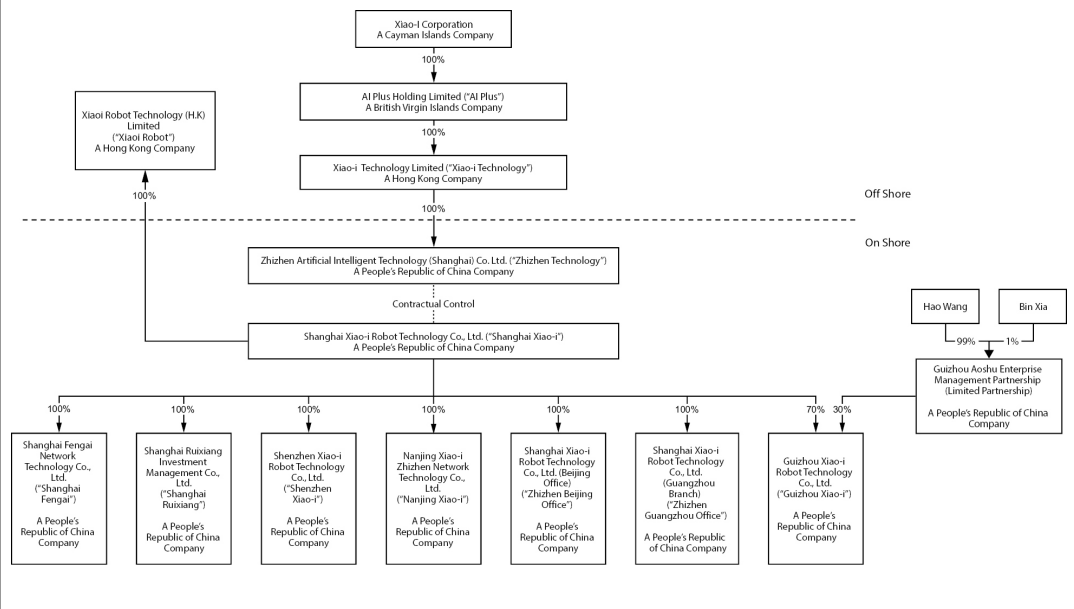 Xiao-I Corporation
A Cayman Islands Company
100%
AI Plus Holding Limited (“AI Plus”)
A British Virgin Islands Company
100%
Xiao-i Technology Limited (“Xiao-i Technology”)
A Hong Kong Company
100%
Xiaoi Robot Technology (H.K)
Limited
(“Xiaoi Robot”)
A Hong Kong Company
100%
Off Shore
On Shore
Zhizhen Artificial Intelligent Technology (Shanghai) Co. Ltd. (“Zhizhen Technology”)
A People’s Republic of China Company
Contractual Control
Shanghai Xiao-i Robot Technology Co., Ltd. (“Shanghai Xiao-i”)
A People’s Republic of China Company
Hao Wang
Bin Xia
99%
1%
Guizhou Aoshu Enterprise
Management Partnership
(Limited Partnership)
A People’s Republic of China
Company
100%
100%
100%
100%
100%
100%
70%
30%
Shanghai Fengai
Network
Technology Co.,
Ltd.
(“Shanghai
Fengai”)
A People’s
Republic of China
Company
Shanghai Ruixiang
Investment
Management Co.,
Ltd.
(“Shanghai
Ruixiang”)
A People’s
Republic of China
Company
Shenzhen Xiao-i
Robot Technology
Co., Ltd.
(“Shenzhen
Xiao-i”)
A People’s
Republic of China
Company
Nanjing Xiao-i
Zhizhen Network
Technology Co.,
Ltd.
(“Nanjing Xiao-i”)
A People’s
Republic of China
Company
Shanghai Xiao-i
Robot Technology
Co., Ltd. (Beijing
Office)
(“Zhizhen Beijing
Office”)
A People’s
Republic of China
Company
Shanghai Xiao-i
Robot Technology
Co., Ltd.
(Guangzhou
Branch)
(“Zhizhen
Guangzhou Office”)
A People’s Republic
of China Company
Guizhou Xiao-i
Robot Technology
Co., Ltd.
(“Guizhou Xiao-i”)
A People’s
Republic of China
Company